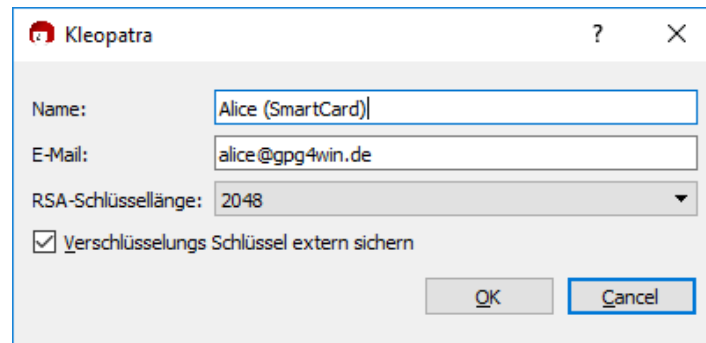 Kleopatra ?
Name: Alice (SmartCard)
E-Mail: alice@gpg4win.de
RSA-Schlüssellänge: 2048
Verschlüsselungs Schlüssel extern sichern
OK Cancel